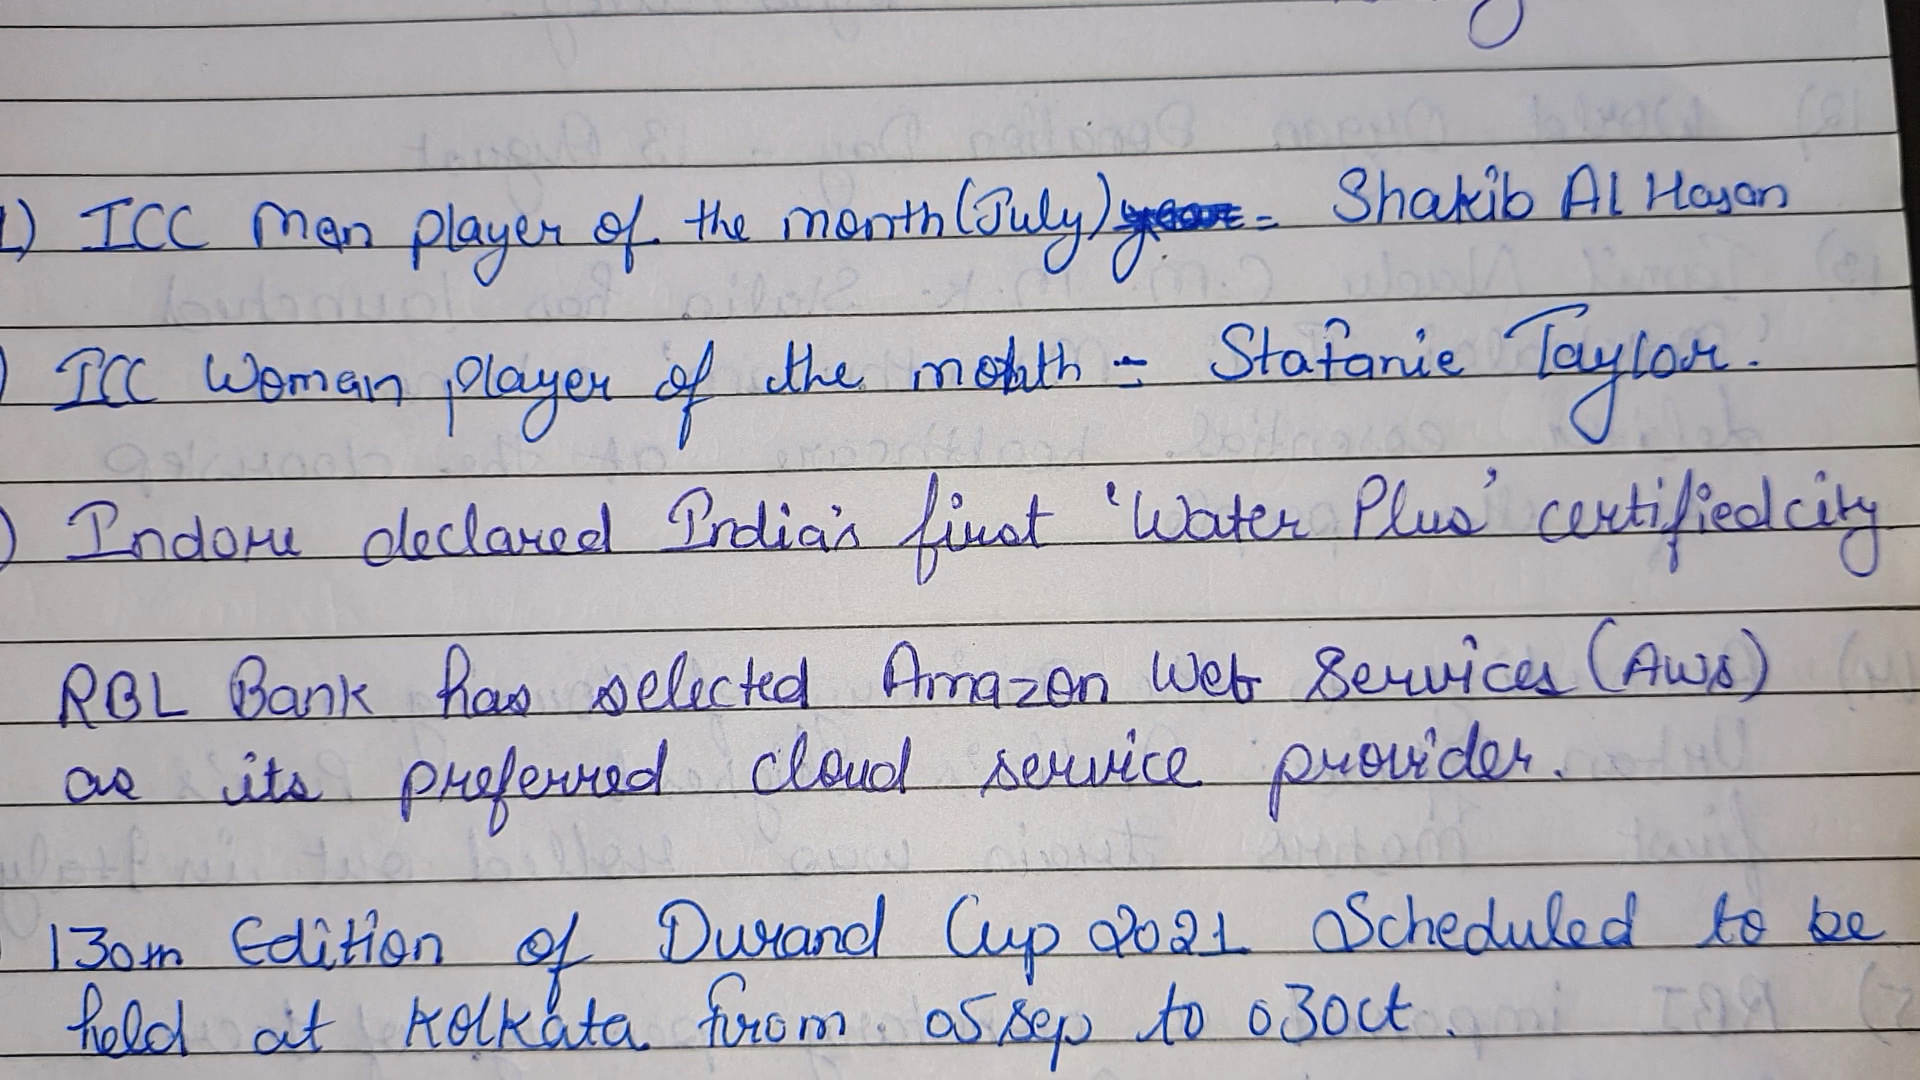 1) ICC Man player of the month (July) = Shakib Al Hasan
) ICC Woman player of the month = Stafanie Taylor.
) Indore declared India's first 'Water Plus' certified city
RBL Bank has selected Amazon Web Services (AWS)
as its preferred cloud service provider.
130th Edition of Durand Cup 2021 Scheduled to be
held at Kolkata from 05 sep to 03 oct.